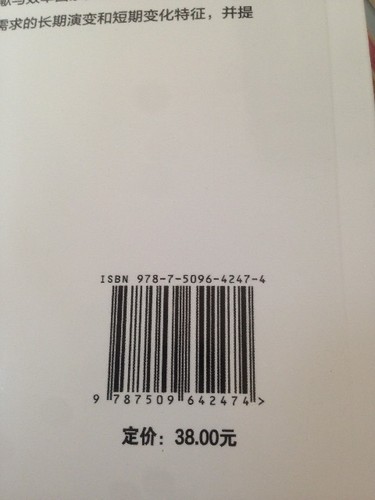 需求的长期演变和短期变化特征，并提
ISBN 978-7-5096-4247-4
9 787509 642474 >
定价：38.00元